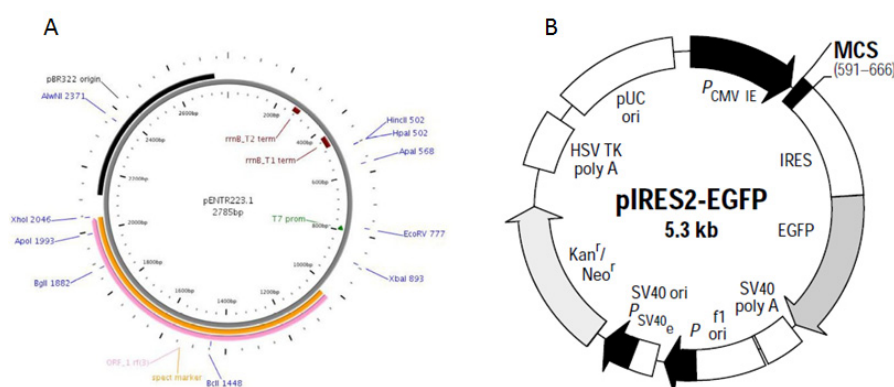 A
pBR322 origin
AlwNI 2371
2600bp
200bp
rrnB_T2 term
400bp
rrnB_T1 term
HincII 502
HpaI 502
ApaI 568
2400bp
600bp
pENTR223.1
2785bp
T7 prom
800bp
EcoRV 777
XbaI 893
XhoI 2046
ApoI 1993
2000bp
BglI 1882
1800bp
1600bp
1400bp
1200bp
1000bp
ORF_1 rf(3)
spect-marker
BclI 1448
B
MCS
(591–666)
P CMV IE
pUC
ori
HSV TK
poly A
IRES
pIRES2-EGFP
5.3 kb
EGFP
Kanr/
Neor
SV40 ori
P SV40e
P
f1
ori
SV40
poly A